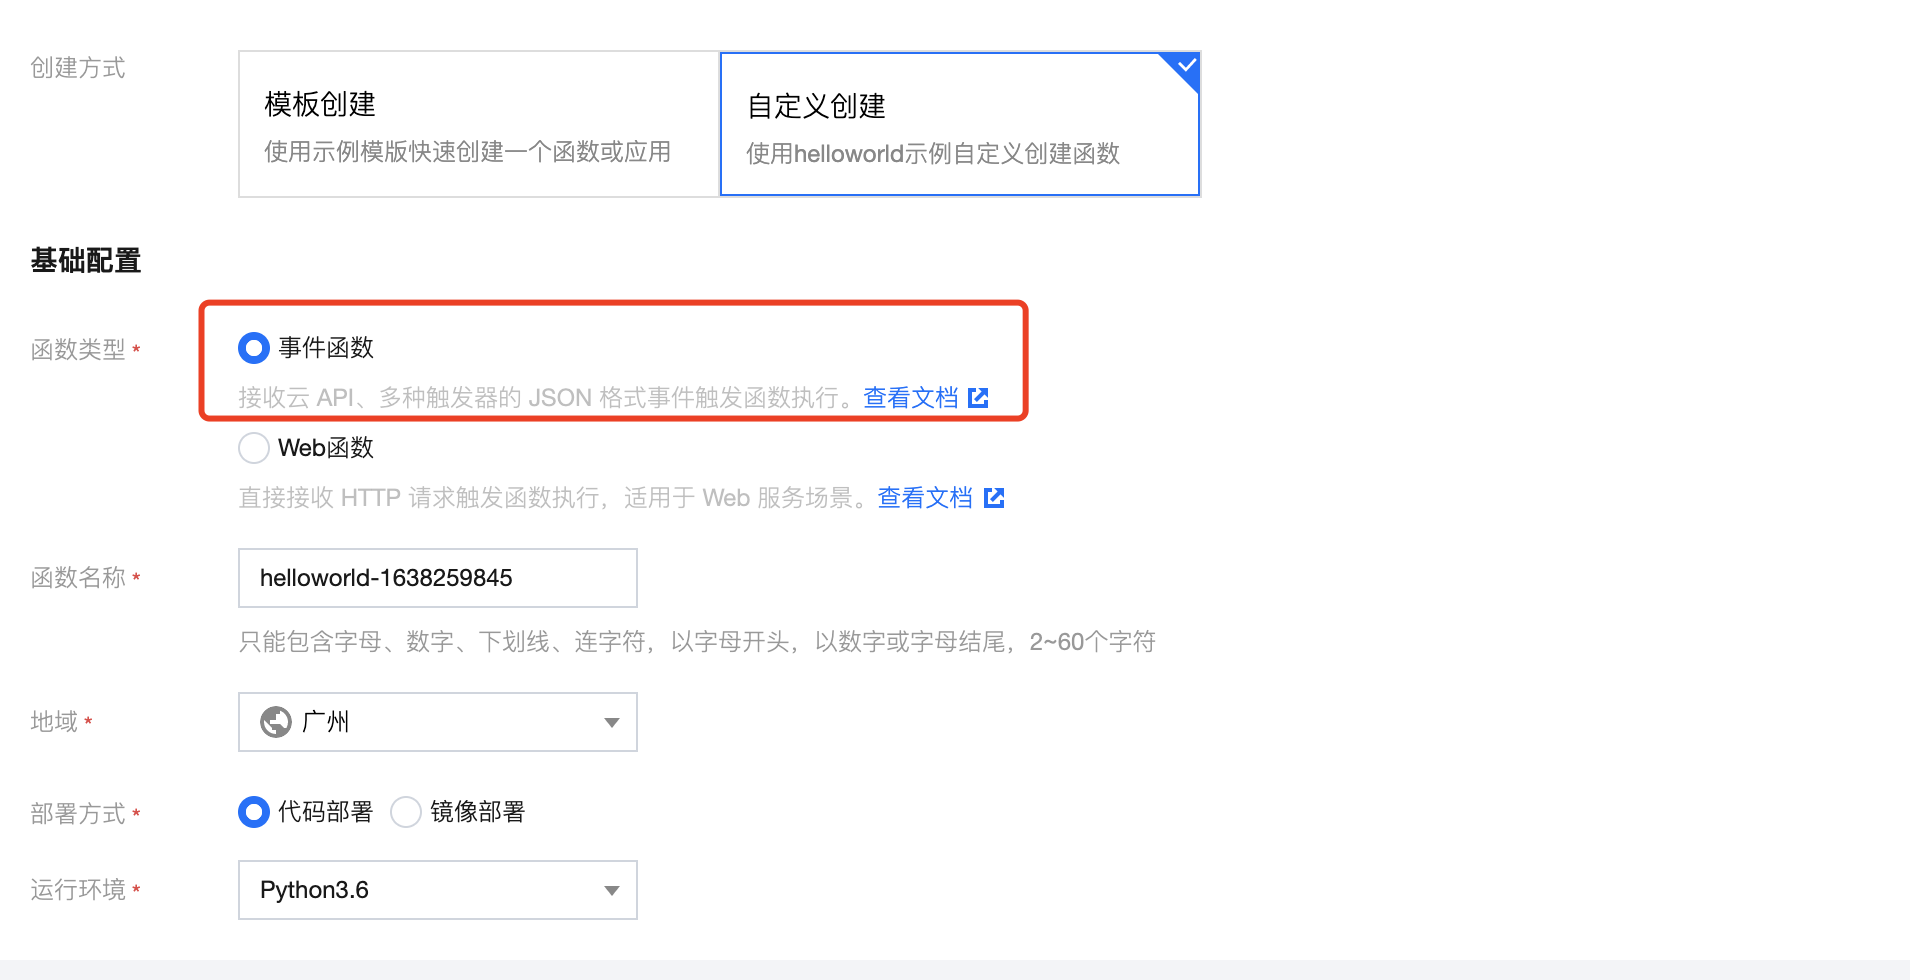 创建方式
模板创建
使用示例模版快速创建一个函数或应用
自定义创建
使用helloworld示例自定义创建函数
基础配置
函数类型*
事件函数
接收云 API、多种触发器的 JSON 格式事件触发函数执行。查看文档
Web函数
直接接收 HTTP 请求触发函数执行，适用于 Web 服务场景。查看文档
函数名称*
helloworld-1638259845
只能包含字母、数字、下划线、连字符，以字母开头，以数字或字母结尾，2~60个字符
地域*
广州
部署方式*
代码部署 镜像部署
运行环境*
Python3.6